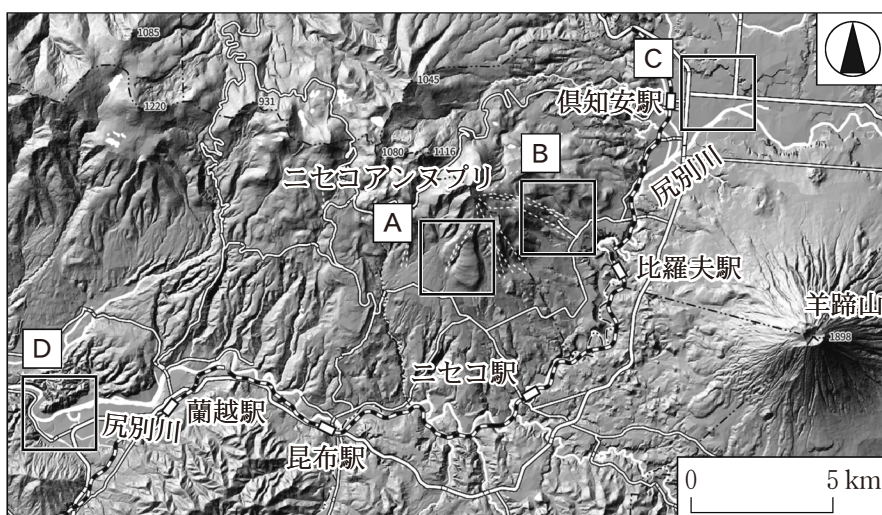 1085
1045
1220
931
1080
1116
C
倶知安駅
B
ニセコアンヌプリ
尻別川
A
比羅夫駅
羊蹄山
1898
D
ニセコ駅
蘭越駅
尻別川
昆布駅
0 5 km